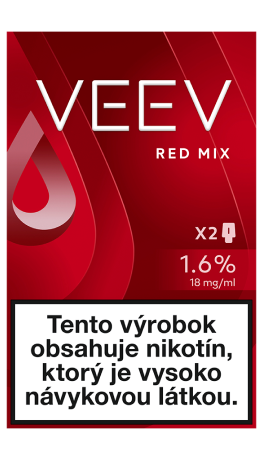 VEEV
RED MIX
X2
1.6%
18 mg/ml
Tento výrobok
obsahuje nikotín,
ktorý je vysoko
návykovou látkou.